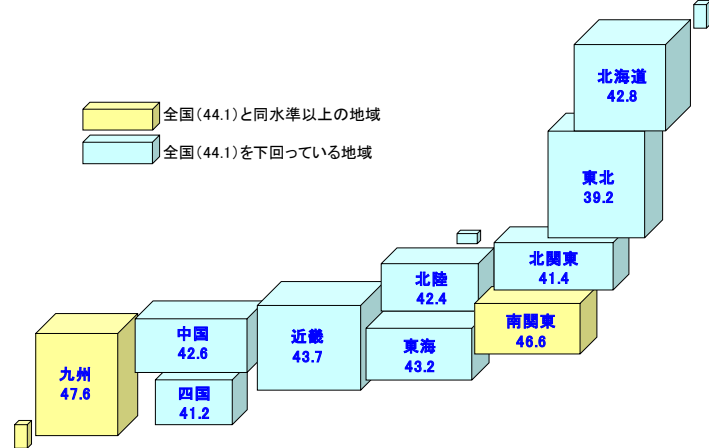 北海道
42.8
全国(44.1)と同水準以上の地域
全国(44.1)を下回っている地域
東北
39.2
北関東
41.4
北陸
42.4
南関東
46.6
中国
42.6
近畿
43.7
東海
43.2
九州
47.6
四国
41.2